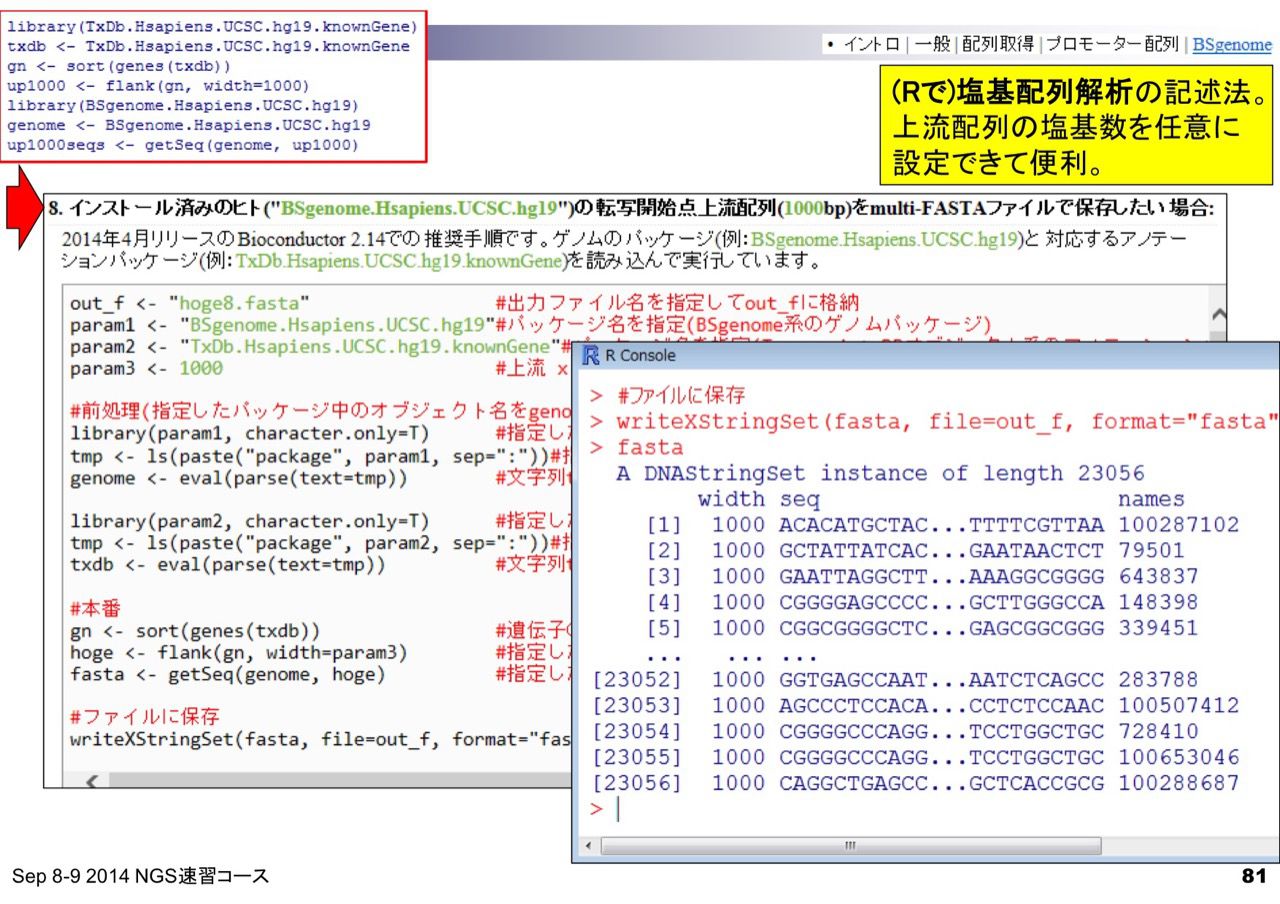 library(TxDb.Hsapiens.UCSC.hg19.knownGene)
txdb <- TxDb.Hsapiens.UCSC.hg19.knownGene
gn <- sort(genes(txdb))
up1000 <- flank(gn, width=1000)
library(BSgenome.Hsapiens.UCSC.hg19)
genome <- BSgenome.Hsapiens.UCSC.hg19
up1000seqs <- getSeq(genome, up1000)
• イントロ | 一般 | 配列取得 | プロモーター配列 | BSgenome
(Rで)塩基配列解析の記述法。
上流配列の塩基数を任意に
設定できて便利。
8. インストール済みのヒト("BSgenome.Hsapiens.UCSC.hg19")の転写開始点上流配列(1000bp)をmulti-FASTAファイルで保存したい場合:
2014年4月リリースのBioconductor 2.14での推奨手順です。ゲノムのパッケージ(例:BSgenome.Hsapiens.UCSC.hg19)と対応するアノテー
ションパッケージ(例:TxDb.Hsapiens.UCSC.hg19.knownGene)を読み込んで実行しています。
out_f <- "hoge8.fasta" #出力ファイル名を指定してout_fに格納
param1 <- "BSgenome.Hsapiens.UCSC.hg19"#パッケージ名を指定(BSgenome系のゲノムパッケージ)
param2 <- "TxDb.Hsapiens.UCSC.hg19.knownGene"#
param3 <- 1000 #上流 x
#前処理(指定したパッケージ中のオブジェクト名をgeno
library(param1, character.only=T) #指定し
tmp <- ls(paste("package", param1, sep=":"))#
genome <- eval(parse(text=tmp)) #文字列
library(param2, character.only=T) #指定し
tmp <- ls(paste("package", param2, sep=":"))#
txdb <- eval(parse(text=tmp)) #文字列
#本番
gn <- sort(genes(txdb)) #遺伝子
hoge <- flank(gn, width=param3) #指定し
fasta <- getSeq(genome, hoge) #指定し
#ファイルに保存
writeXStringSet(fasta, file=out_f, format="fas
R Console
> #ファイルに保存
> writeXStringSet(fasta, file=out_f, format="fasta"
> fasta
A DNAStringSet instance of length 23056
width seq names
[1] 1000 ACACATGCTAC...TTTTCGTTAA 100287102
[2] 1000 GCTATTATCAC...GAATAACTCT 79501
[3] 1000 GAATTAGGCTT...AAAGGCGGGG 643837
[4] 1000 CGGGGAGCCCC...GCTTGGGCCA 148398
[5] 1000 CGGCGGGGCTC...GAGCGGCGGG 339451
... ... ...
[23052] 1000 GGTGAGCCAAT...AATCTCAGCC 283788
[23053] 1000 AGCCCTCCACA...CCTCTCCAAC 100507412
[23054] 1000 CGGGGCCCAGG...TCCTGGCTGC 728410
[23055] 1000 CGGGGCCCAGG...TCCTGGCTGC 100653046
[23056] 1000 CAGGCTGAGCC...GCTCACCGCG 100288687
>
Sep 8-9 2014 NGS速習コース
81